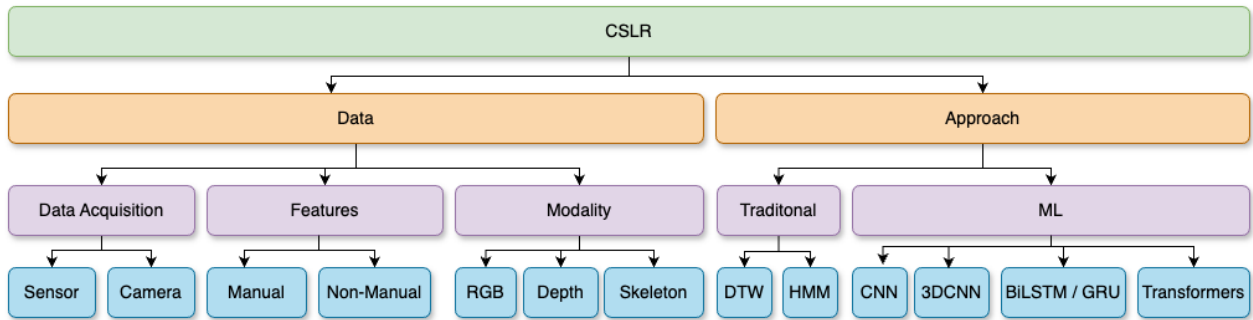 CSLR
Data
Approach
Data Acquisition
Features
Modality
Traditonal
ML
Sensor
Camera
Manual
Non-Manual
RGB
Depth
Skeleton
DTW
HMM
CNN
3DCNN
BiLSTM / GRU
Transformers